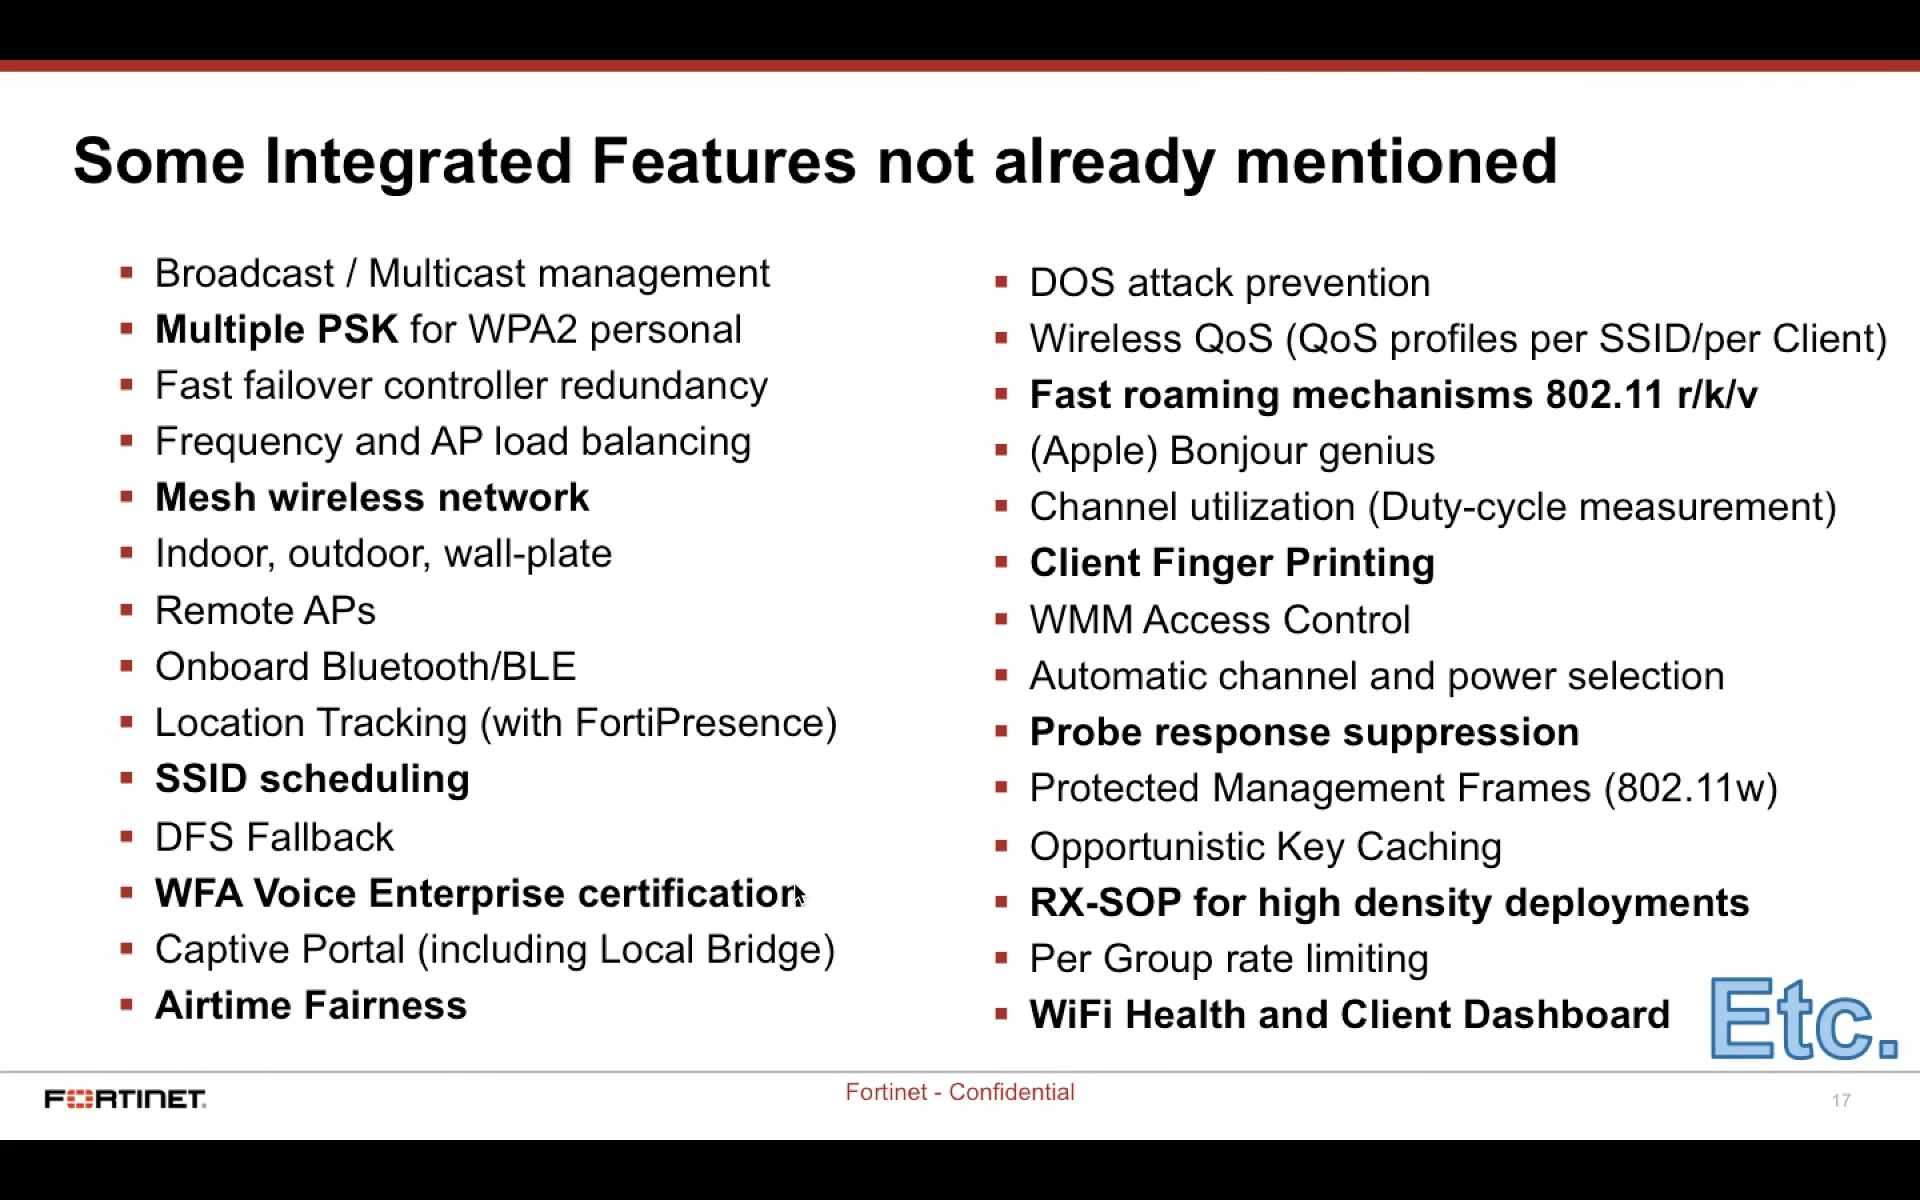 Some Integrated Features not already mentioned
Broadcast / Multicast management
Multiple PSK for WPA2 personal
Fast failover controller redundancy
Frequency and AP load balancing
Mesh wireless network
Indoor, outdoor, wall-plate
Remote APs
Onboard Bluetooth/BLE
Location Tracking (with FortiPresence)
SSID scheduling
DFS Fallback
WFA Voice Enterprise certification
Captive Portal (including Local Bridge)
Airtime Fairness
DOS attack prevention
Wireless QoS (QoS profiles per SSID/per Client)
Fast roaming mechanisms 802.11 r/k/v
(Apple) Bonjour genius
Channel utilization (Duty-cycle measurement)
Client Finger Printing
WMM Access Control
Automatic channel and power selection
Probe response suppression
Protected Management Frames (802.11w)
Opportunistic Key Caching
RX-SOP for high density deployments
Per Group rate limiting
WiFi Health and Client Dashboard
Etc.
FORTINET
Fortinet - Confidential
17